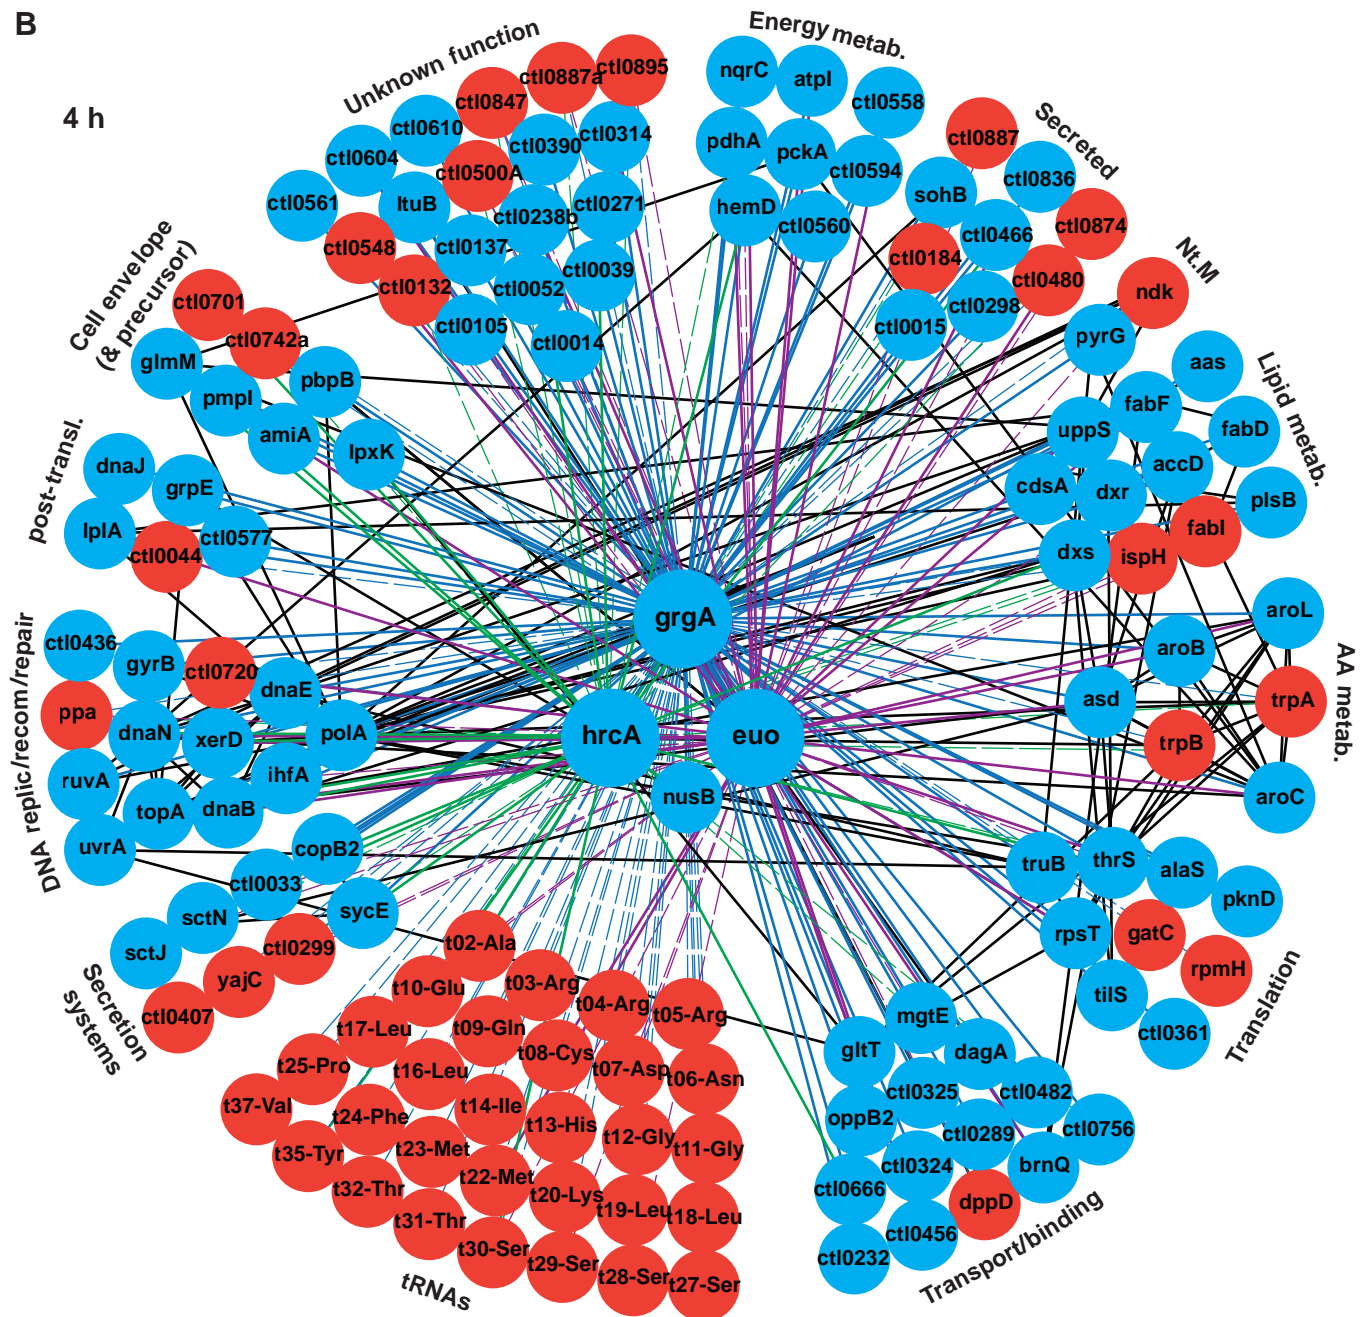 B
4 h
Unknown function
ctl0895
ctl0887a
ctl0847
ctl0610
ctl0390
ctl0314
ctl0604
ctl0500A
ctl0561
ltuB
ctl0238b
ctl0271
ctl0548
ctl0137
ctl0132
ctl0052
ctl0039
ctl0105
ctl0014
Energy metab.
nqrC
atpI
ctl0558
pdhA
pckA
ctl0594
hemD
ctl0560
Secreted
ctl0887
ctl0836
sohB
ctl0874
ctl0466
ctl0184
ctl0480
ctl0298
ctl0015
Nt.M
ndk
pyrG
Lipid metab.
aas
fabF
fabD
uppS
accD
cdsA
dxr
plsB
fabI
dxs
ispH
AA metab.
aroL
aroB
asd
trpA
trpB
aroC
Translation
truB
thrS
alaS
pknD
rpsT
gatC
rpmH
tilS
ctl0361
Transport/binding
mgtE
gltT
dagA
ctl0325
ctl0482
oppB2
ctl0289
ctl0756
ctl0324
brnQ
ctl0666
dppD
ctl0456
ctl0232
tRNAs
t02-Ala
t03-Arg
t04-Arg
t05-Arg
t10-Glu
t09-Gln
t08-Cys
t07-Asp
t06-Asn
t17-Leu
t16-Leu
t14-Ile
t13-His
t12-Gly
t11-Gly
t25-Pro
t24-Phe
t23-Met
t22-Met
t20-Lys
t19-Leu
t18-Leu
t37-Val
t35-Tyr
t32-Thr
t31-Thr
t30-Ser
t29-Ser
t28-Ser
t27-Ser
Secretion
systems
copB2
ctl0033
sycE
sctN
sctJ
ctl0299
yajC
ctl0407
DNA replic/recom/repair
ctl0436
gyrB
ctl0720
dnaE
ppa
dnaN
xerD
polA
ruvA
ihfA
topA
dnaB
uvrA
post-transl.
dnaJ
grpE
lplA
ctl0044
ctl0577
Cell envelope
(& precursor)
ctl0701
ctl0742a
glmM
pmpI
pbpB
amiA
lpxK
grgA
hrcA
euo
nusB